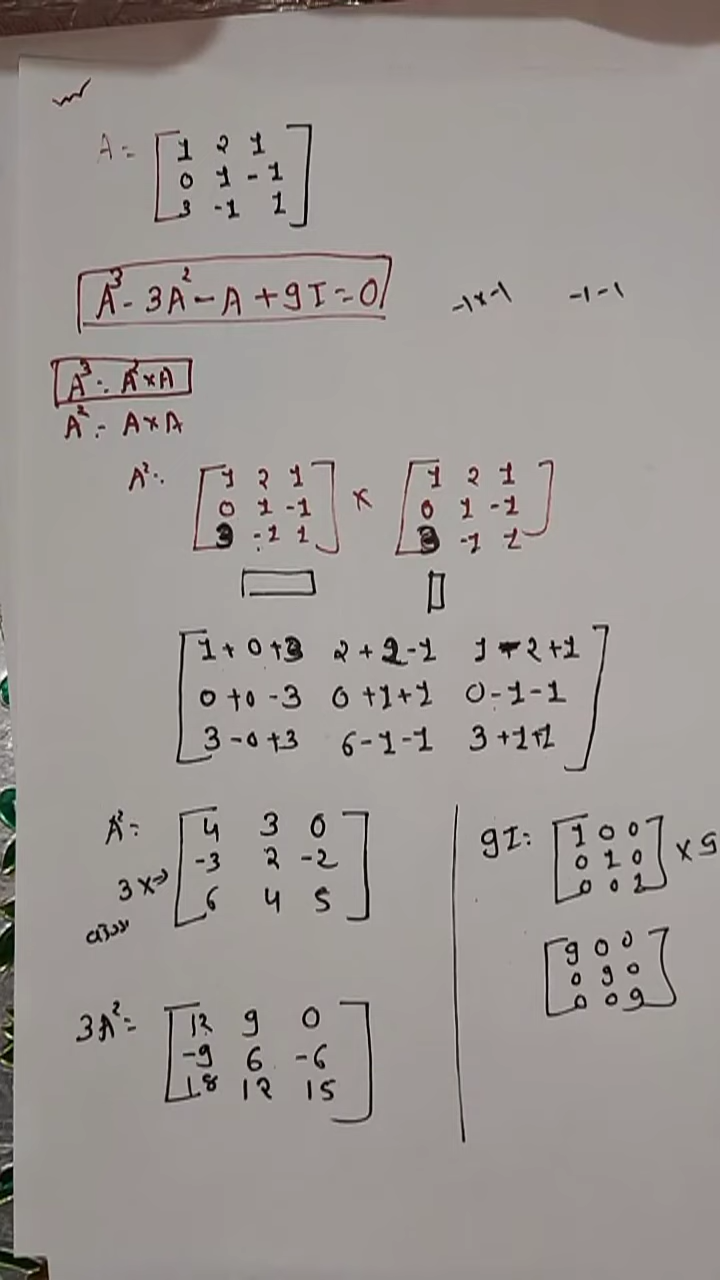 A = [1 2 1
0 1 -1
3 -1 1]
A³ - 3A² - A + 9I = 0
-1 x -1    -1 -1
A³ = A² x A
A² = A x A
A² = [1 2 1   x   [1 2 1
0 1 -1   0 1 -1
3 -1 1]   3 -1 1]
[1 + 0 + 3   2 + 2 - 1   1 - 2 + 1
0 + 0 - 3   0 + 1 + 1   0 - 1 - 1
3 - 0 + 3   6 - 1 - 1   3 + 1 + 1]
A² = [4 3 0
-3 2 -2
6 4 5]
3 x →
3A² = [12 9 0
-9 6 -6
18 12 15]
9I = [1 0 0
0 1 0   x 9
0 0 1]
[9 0 0
0 9 0
0 0 9]